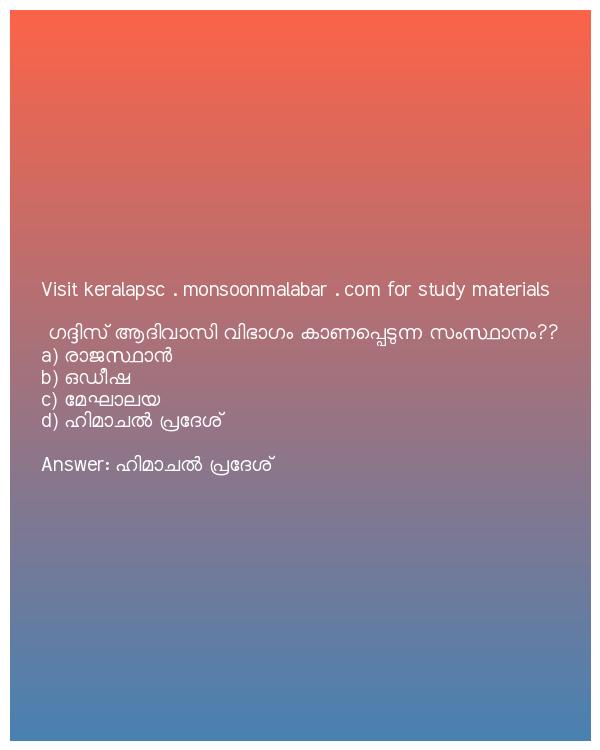 Visit keralapsc . monsoonmalabar . com for study materials
ഗദ്ദിസ് ആദിവാസി വിഭാഗം കാണപ്പെടുന്ന സംസ്ഥാനം??
a) രാജസ്ഥാൻ
b) ഒഡീഷ
c) മേഘാലയ
d) ഹിമാചൽ പ്രദേശ്
Answer: ഹിമാചൽ പ്രദേശ്